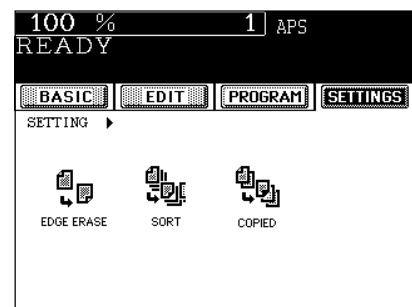 100 % 1 APS
READY
BASIC EDIT PROGRAM SETTINGS
SETTING
EDGE ERASE SORT COPIED